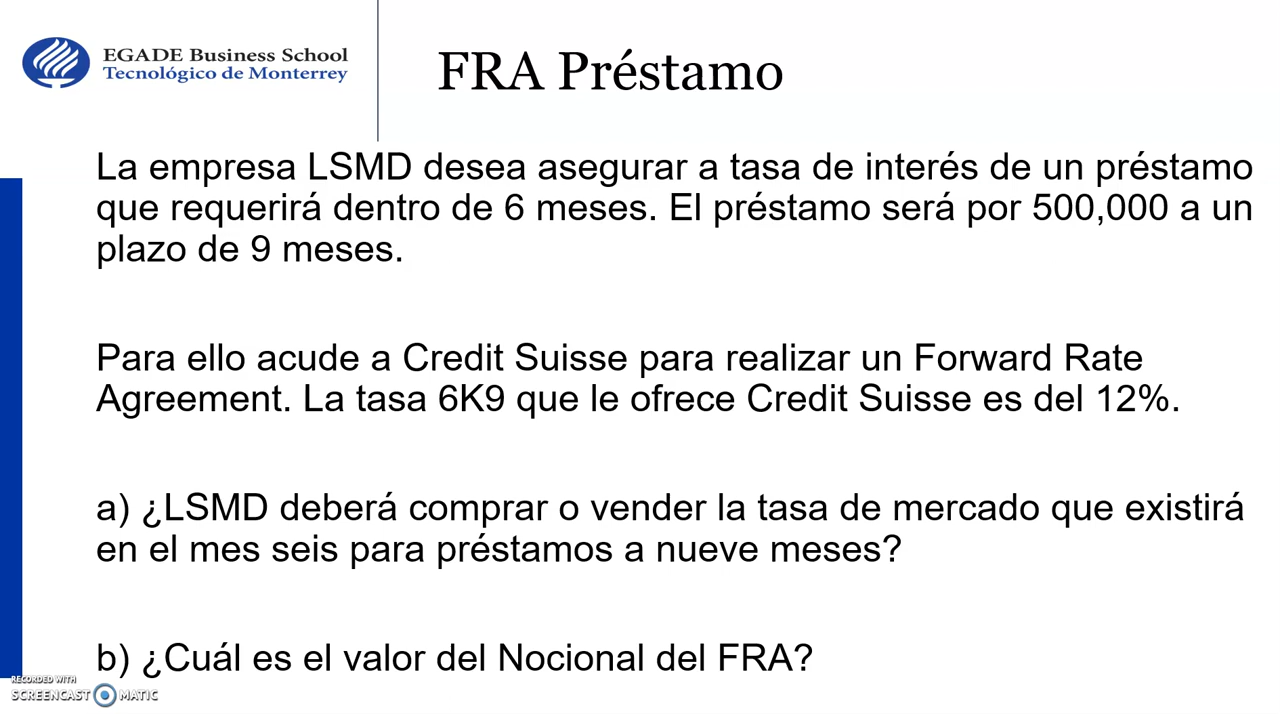 EGADE Business School
Tecnológico de Monterrey
FRA Préstamo
La empresa LSMD desea asegurar a tasa de interés de un préstamo
que requerirá dentro de 6 meses. El préstamo será por 500,000 a un
plazo de 9 meses.
Para ello acude a Credit Suisse para realizar un Forward Rate
Agreement. La tasa 6K9 que le ofrece Credit Suisse es del 12%.
a) ¿LSMD deberá comprar o vender la tasa de mercado que existirá
en el mes seis para préstamos a nueve meses?
b) ¿Cuál es el valor del Nocional del FRA?
RECORDED WITH
SCREENCAST MATIC